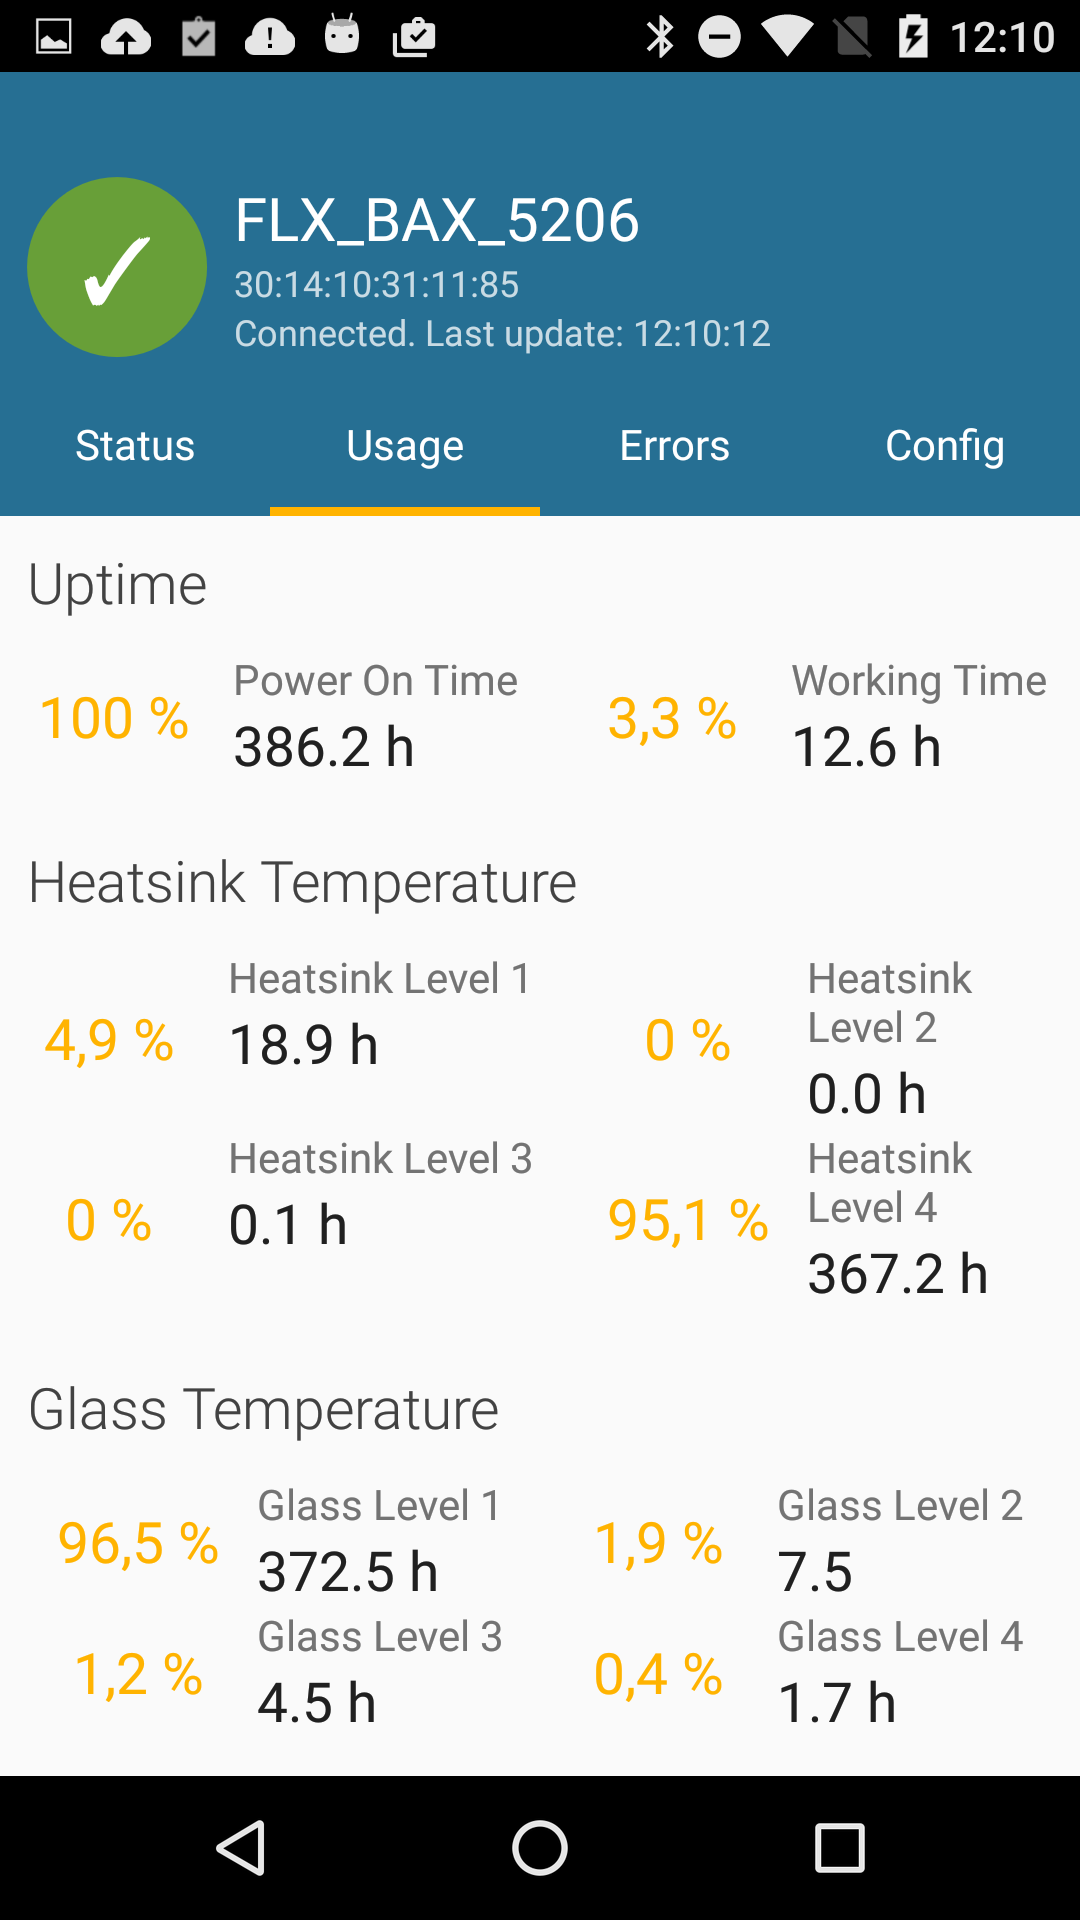 12:10
FLX_BAX_5206
30:14:10:31:11:85
Connected. Last update: 12:10:12
Status Usage Errors Config
Uptime
100 % Power On Time 386.2 h
3,3 % Working Time 12.6 h
Heatsink Temperature
4,9 % Heatsink Level 1 18.9 h
0 % Heatsink Level 2 0.0 h
0 % Heatsink Level 3 0.1 h
95,1 % Heatsink Level 4 367.2 h
Glass Temperature
96,5 % Glass Level 1 372.5 h
1,9 % Glass Level 2 7.5
1,2 % Glass Level 3 4.5 h
0,4 % Glass Level 4 1.7 h